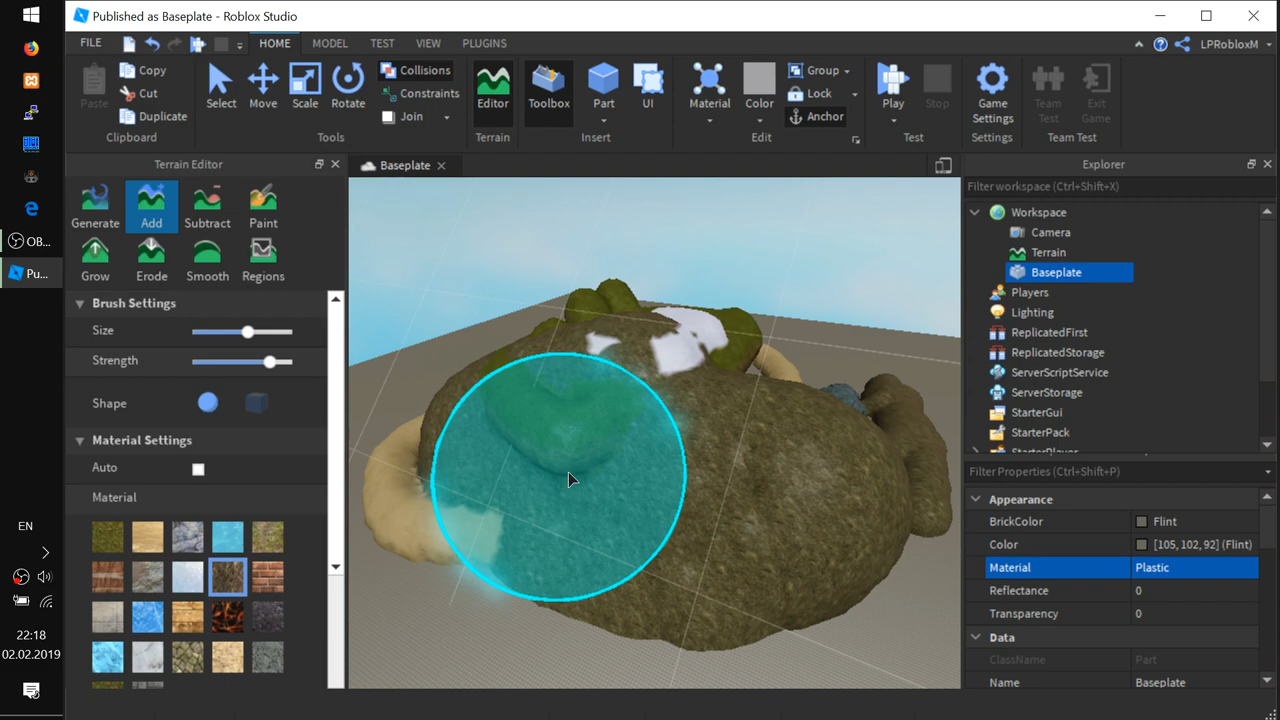 Published as Baseplate - Roblox Studio
FILE
HOME
MODEL
TEST
VIEW
PLUGINS
LPRobloxM
Paste
Copy
Cut
Duplicate
Clipboard
Select
Move
Scale
Rotate
Collisions
Constraints
Join
Tools
Editor
Terrain
Toolbox
Part
UI
Insert
Material
Color
Group
Lock
Anchor
Edit
Play
Stop
Test
Game
Settings
Settings
Team
Test
Exit
Game
Team Test
Terrain Editor
Baseplate
Explorer
Generate
Add
Subtract
Paint
Grow
Erode
Smooth
Regions
Brush Settings
Size
Strength
Shape
Material Settings
Auto
Material
Filter workspace (Ctrl+Shift+X)
Workspace
Camera
Terrain
Baseplate
Players
Lighting
ReplicatedFirst
ReplicatedStorage
ServerScriptService
ServerStorage
StarterGui
StarterPack
StarterPlayer
Filter Properties (Ctrl+Shift+P)
Appearance
BrickColor Flint
Color [105, 102, 92] (Flint)
Material Plastic
Reflectance 0
Transparency 0
Data
ClassName Part
Name Baseplate
OB...
Pu...
EN
22:18
02.02.2019